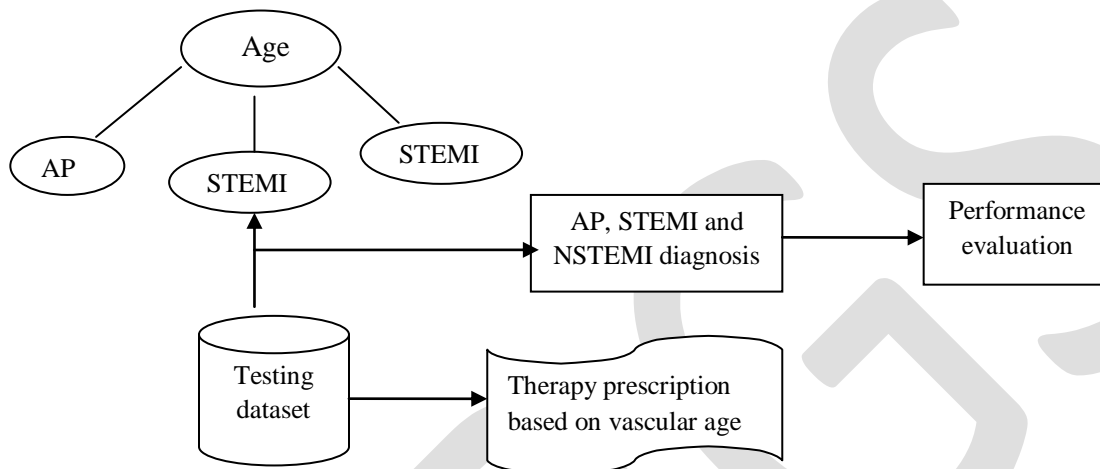 Age
AP
STEMI
STEMI
AP, STEMI and
NSTEMI diagnosis
Performance
evaluation
Testing
dataset
Therapy prescription
based on vascular age